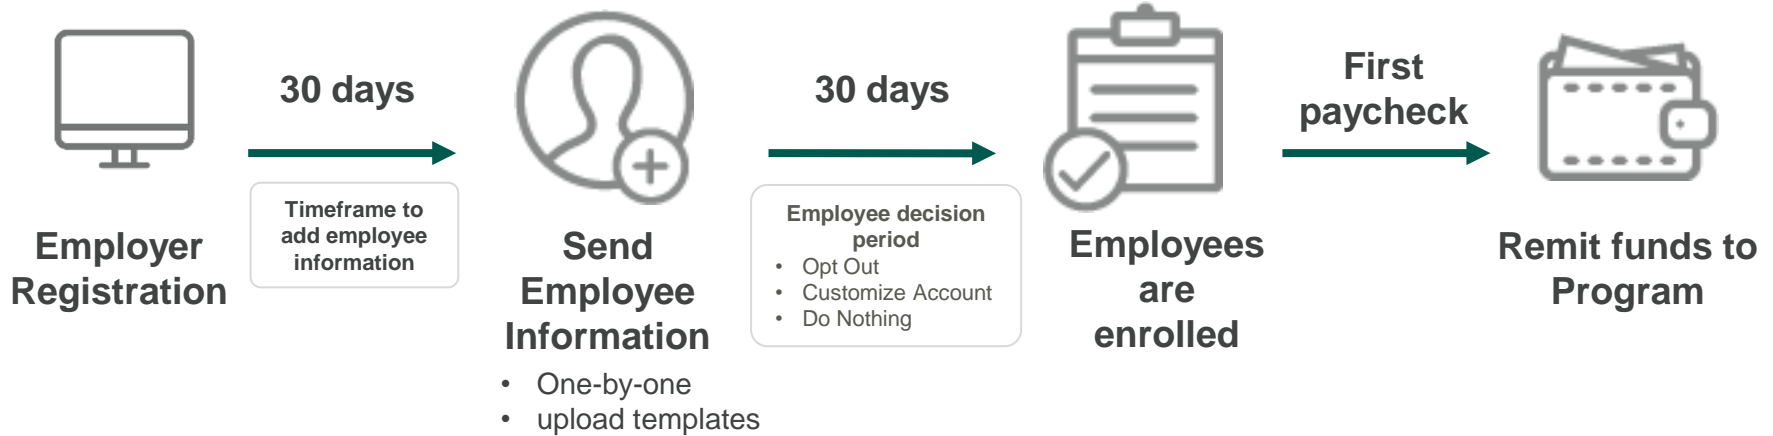 Employer
Registration
30 days
Timeframe to
add employee
information
Send
Employee
Information
• One-by-one
• upload templates
30 days
Employee decision
period
• Opt Out
• Customize Account
• Do Nothing
Employees
are
enrolled
First
paycheck
Remit funds to
Program